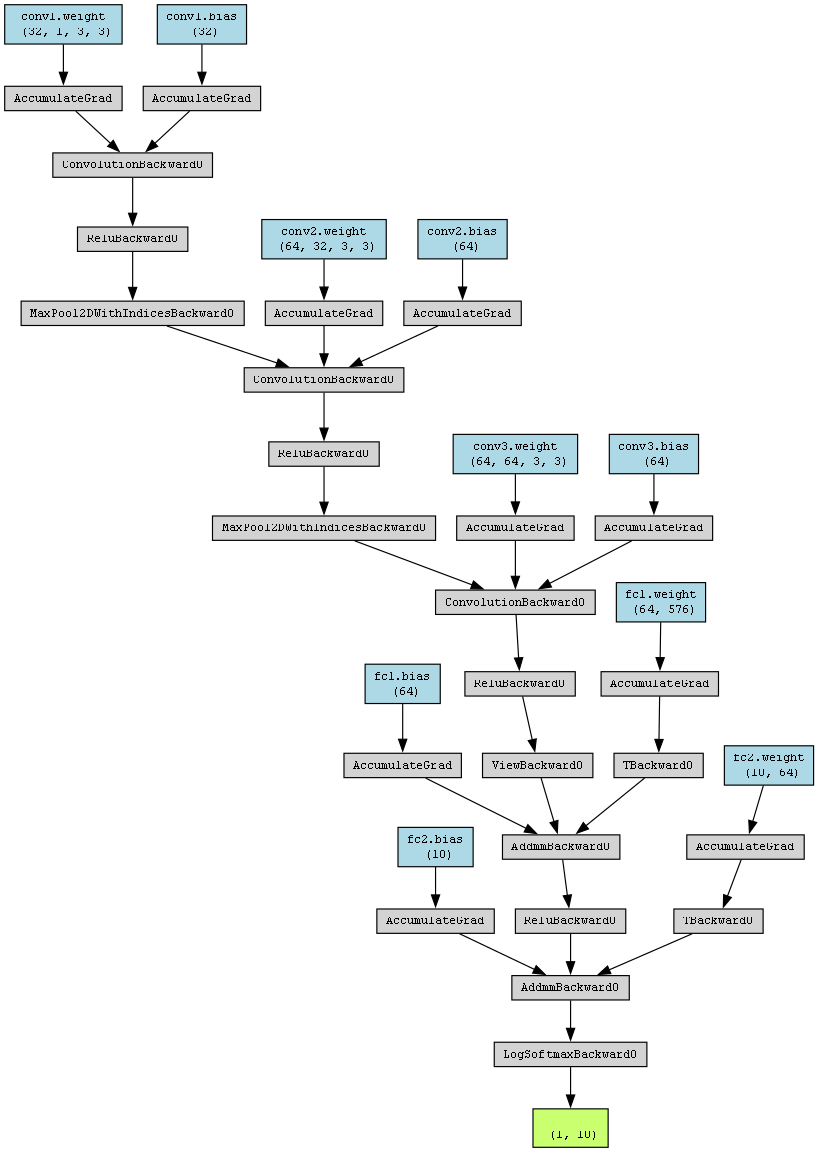 conv1.weight
(32, 1, 3, 3)
conv1.bias
(32)
AccumulateGrad
AccumulateGrad
ConvolutionBackward0
ReluBackward0
conv2.weight
(64, 32, 3, 3)
conv2.bias
(64)
MaxPool2DWithIndicesBackward0
AccumulateGrad
AccumulateGrad
ConvolutionBackward0
ReluBackward0
conv3.weight
(64, 64, 3, 3)
conv3.bias
(64)
MaxPool2DWithIndicesBackward0
AccumulateGrad
AccumulateGrad
ConvolutionBackward0
fc1.weight
(64, 576)
fc1.bias
(64)
ReluBackward0
AccumulateGrad
AccumulateGrad
ViewBackward0
TBackward0
fc2.weight
(10, 64)
fc2.bias
(10)
AddmmBackward0
AccumulateGrad
AccumulateGrad
ReluBackward0
TBackward0
AddmmBackward0
LogSoftmaxBackward0
(1, 10)